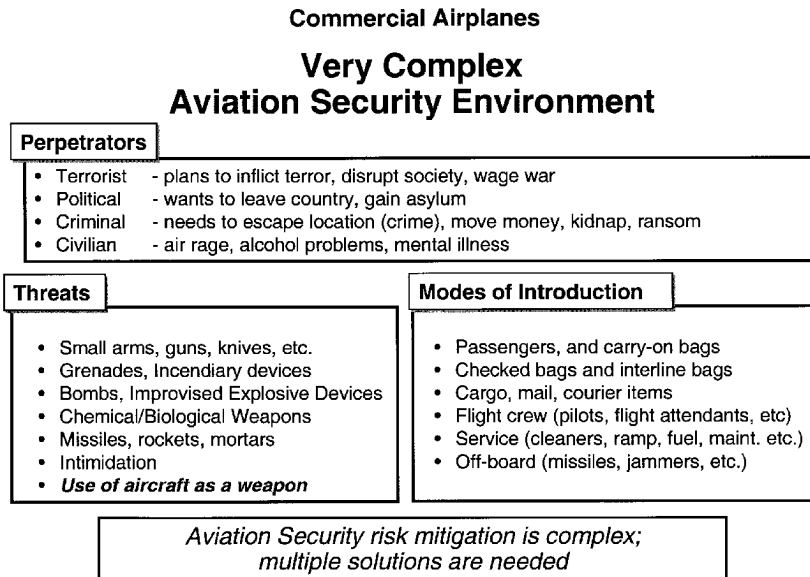 Commercial Airplanes
Very Complex
Aviation Security Environment
Perpetrators
• Terrorist - plans to inflict terror, disrupt society, wage war
• Political - wants to leave country, gain asylum
• Criminal - needs to escape location (crime), move money, kidnap, ransom
• Civilian - air rage, alcohol problems, mental illness
Threats
• Small arms, guns, knives, etc.
• Grenades, Incendiary devices
• Bombs, Improvised Explosive Devices
• Chemical/Biological Weapons
• Missiles, rockets, mortars
• Intimidation
• Use of aircraft as a weapon
Modes of Introduction
• Passengers, and carry-on bags
• Checked bags and interline bags
• Cargo, mail, courier items
• Flight crew (pilots, flight attendants, etc)
• Service (cleaners, ramp, fuel, maint. etc.)
• Off-board (missiles, jammers, etc.)
Aviation Security risk mitigation is complex;
multiple solutions are needed